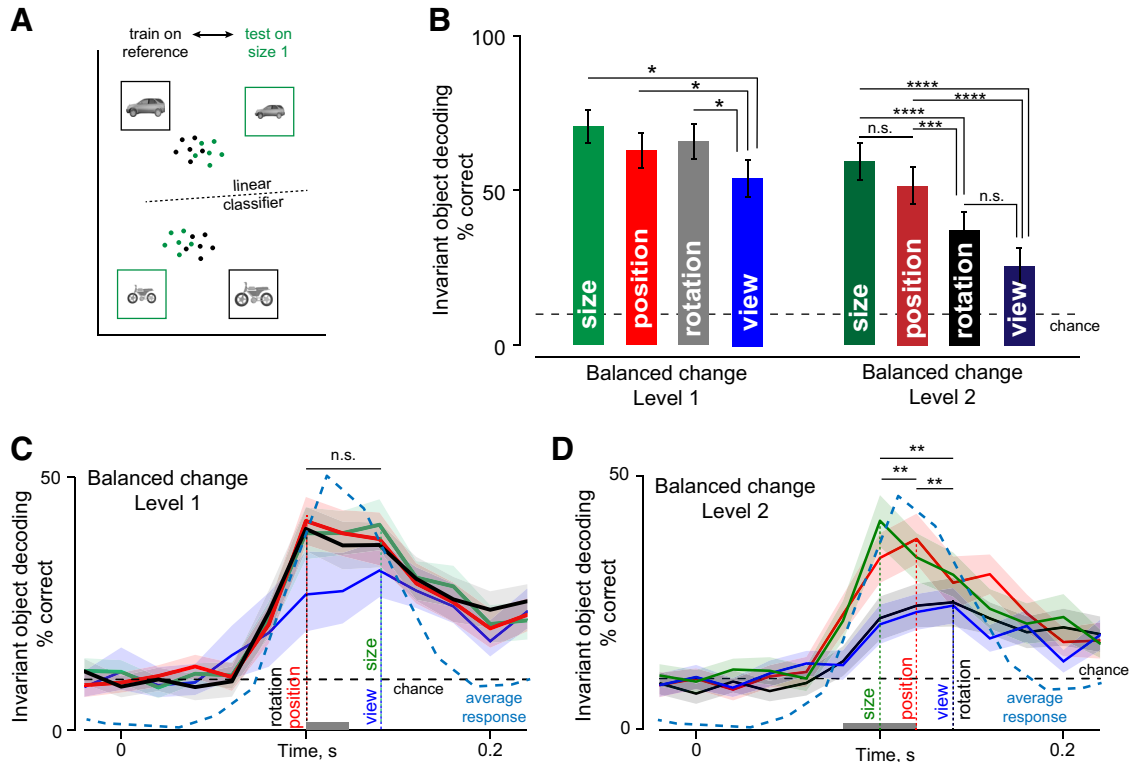 A
train on
reference
test on
size 1
linear
classifier
B
100
50
0
Invariant object decoding
% correct
*
*
*
****
****
****
***
n.s.
n.s.
size
position
rotation
view
size
position
rotation
view
chance
Balanced change
Level 1
Balanced change
Level 2
C
Balanced change
Level 1
n.s.
50
0
Invariant object decoding
% correct
rotation
position
view
size
chance
average
response
0
Time, s
0.2
D
Balanced change
Level 2
**
**
**
50
0
Invariant object decoding
% correct
size
position
view
rotation
chance
average
response
0
Time, s
0.2